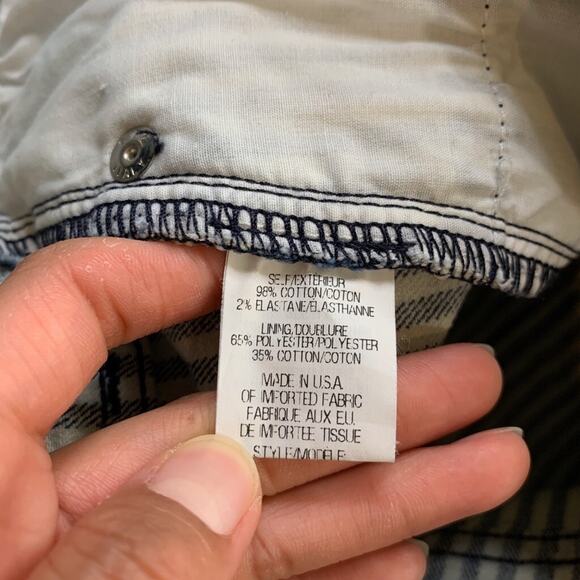 SELF/EXTERIEUR
98% COTTON/COTON
2% ELASTANE/ELASTHANNE
LINING/DOUBLURE
65% POLYESTER/POLYESTER
35% COTTON/COTON
MADE IN U.S.A.
OF IMPORTED FABRIC
FABRIQUE AUX E.U.
DE IMPORTEE TISSUE
STYLE/MODELE: